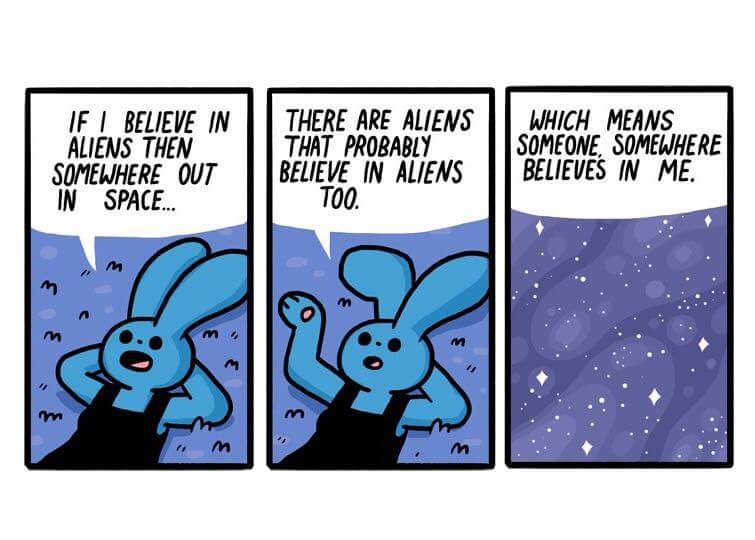 IF I BELIEVE IN
ALIENS THEN
SOMEWHERE OUT
IN SPACE...
THERE ARE ALIENS
THAT PROBABLY
BELIEVE IN ALIENS
TOO.
WHICH MEANS
SOMEONE, SOMEWHERE
BELIEVES IN ME.